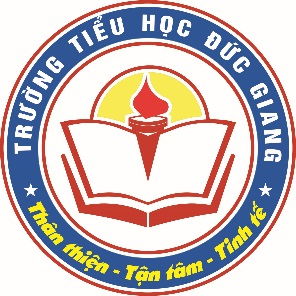 TRƯỜNG TIỂU HỌC ĐỨC GIANG
Thân thiện - Tận tâm - Tinh tế